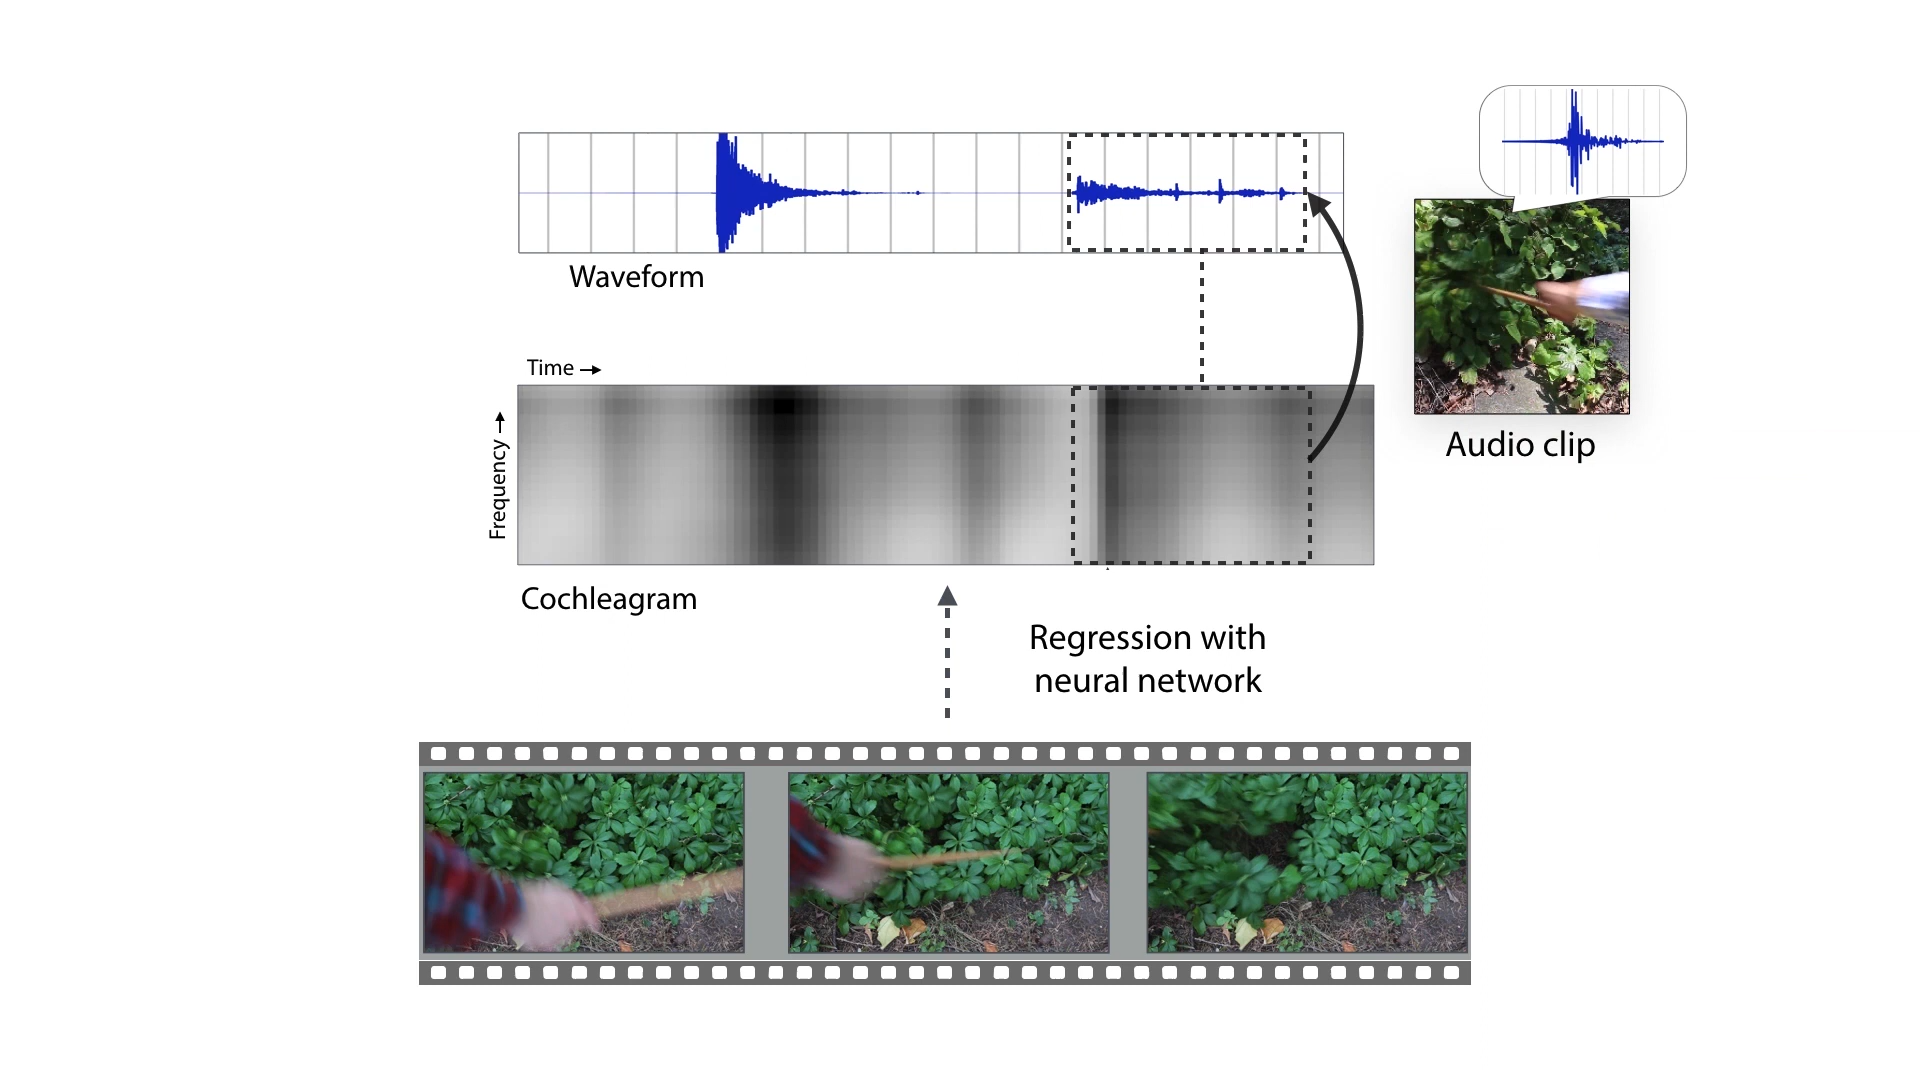 Waveform
Time
Frequency
Cochleagram
Audio clip
Regression with
neural network